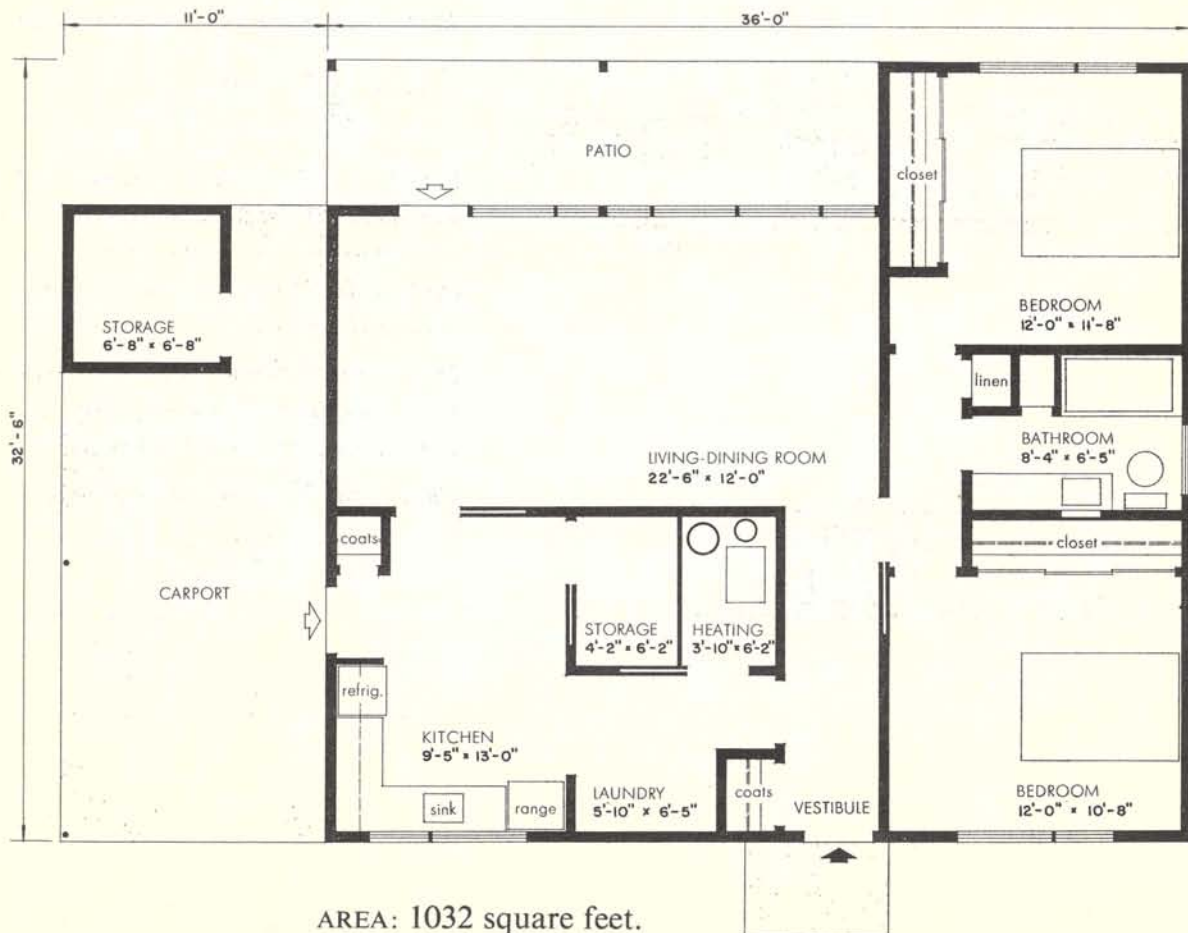 11'-0"
36'-0"
32'-6"
PATIO
closet
STORAGE
6'-8" × 6'-8"
BEDROOM
12'-0" × 11'-8"
linen
BATHROOM
8'-4" × 6'-5"
LIVING-DINING ROOM
22'-6" × 12'-0"
coats
closet
CARPORT
STORAGE
4'-2" × 6'-2"
HEATING
3'-10" × 6'-2"
refrig.
KITCHEN
9'-5" × 13'-0"
sink
range
LAUNDRY
5'-10" × 6'-5"
coats
VESTIBULE
BEDROOM
12'-0" × 10'-8"
AREA: 1032 square feet.